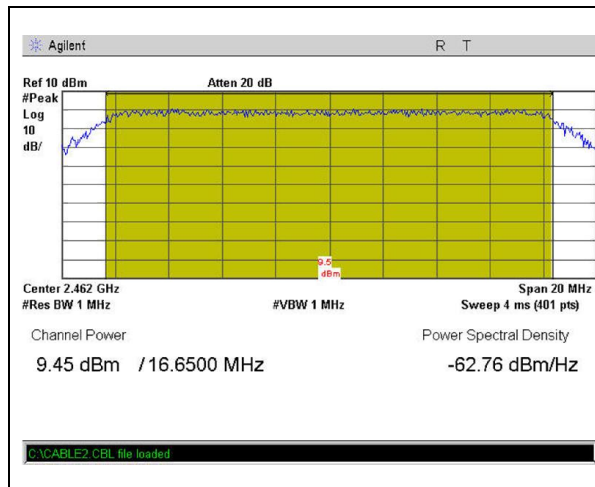 Agilent R T
Ref 10 dBm Atten 20 dB
#Peak
Log
10
dB/
9.5
dBm
Center 2.462 GHz Span 20 MHz
#Res BW 1 MHz #VBW 1 MHz Sweep 4 ms (401 pts)
Channel Power Power Spectral Density
9.45 dBm / 16.6500 MHz -62.76 dBm/Hz
C:\CABLE2.CBL file loaded